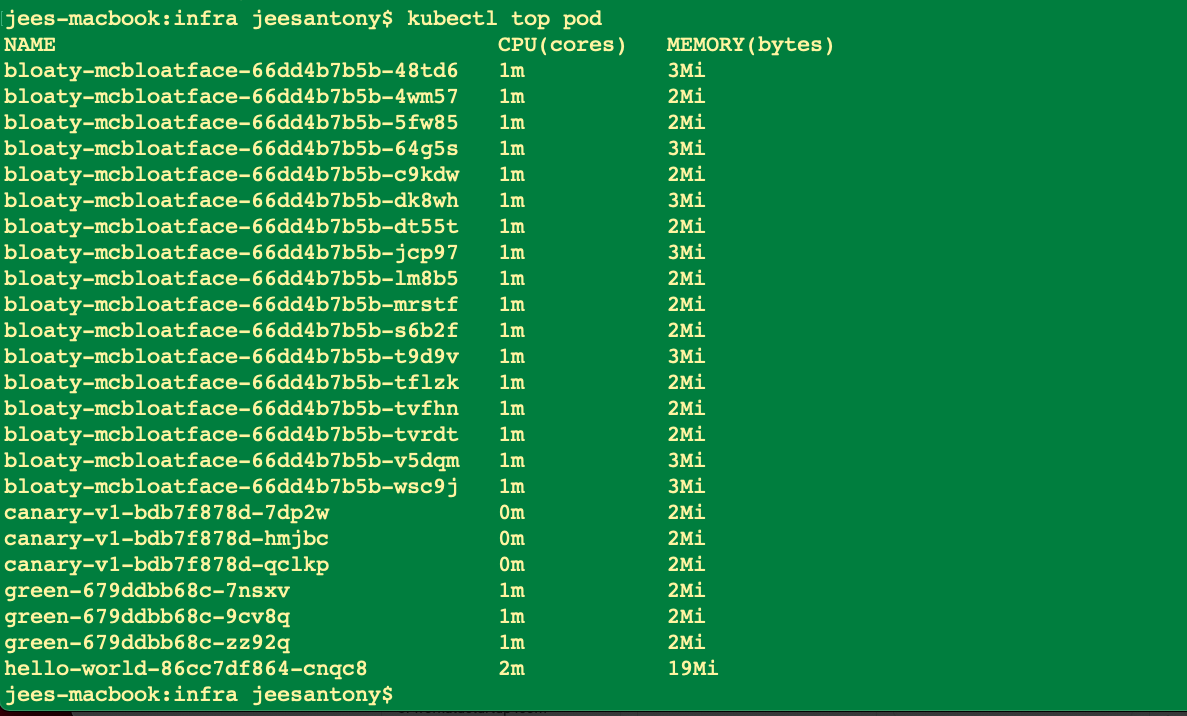 jees-macbook:infra jeesantony$ kubectl top pod
NAME CPU(cores) MEMORY(bytes)
bloaty-mcbloatface-66dd4b7b5b-48td6 1m 3Mi
bloaty-mcbloatface-66dd4b7b5b-4wm57 1m 2Mi
bloaty-mcbloatface-66dd4b7b5b-5fw85 1m 2Mi
bloaty-mcbloatface-66dd4b7b5b-64g5s 1m 3Mi
bloaty-mcbloatface-66dd4b7b5b-c9kdw 1m 2Mi
bloaty-mcbloatface-66dd4b7b5b-dk8wh 1m 3Mi
bloaty-mcbloatface-66dd4b7b5b-dt55t 1m 2Mi
bloaty-mcbloatface-66dd4b7b5b-jcp97 1m 3Mi
bloaty-mcbloatface-66dd4b7b5b-lm8b5 1m 2Mi
bloaty-mcbloatface-66dd4b7b5b-mrstf 1m 2Mi
bloaty-mcbloatface-66dd4b7b5b-s6b2f 1m 2Mi
bloaty-mcbloatface-66dd4b7b5b-t9d9v 1m 3Mi
bloaty-mcbloatface-66dd4b7b5b-tflzk 1m 2Mi
bloaty-mcbloatface-66dd4b7b5b-tvfhn 1m 2Mi
bloaty-mcbloatface-66dd4b7b5b-tvrdt 1m 2Mi
bloaty-mcbloatface-66dd4b7b5b-v5dqm 1m 3Mi
bloaty-mcbloatface-66dd4b7b5b-wsc9j 1m 3Mi
canary-v1-bdb7f878d-7dp2w 0m 2Mi
canary-v1-bdb7f878d-hmjbc 0m 2Mi
canary-v1-bdb7f878d-qclkp 0m 2Mi
green-679ddbb68c-7nsxv 1m 2Mi
green-679ddbb68c-9cv8q 1m 2Mi
green-679ddbb68c-zz92q 1m 2Mi
hello-world-86cc7df864-cnqc8 2m 19Mi
jees-macbook:infra jeesantony$